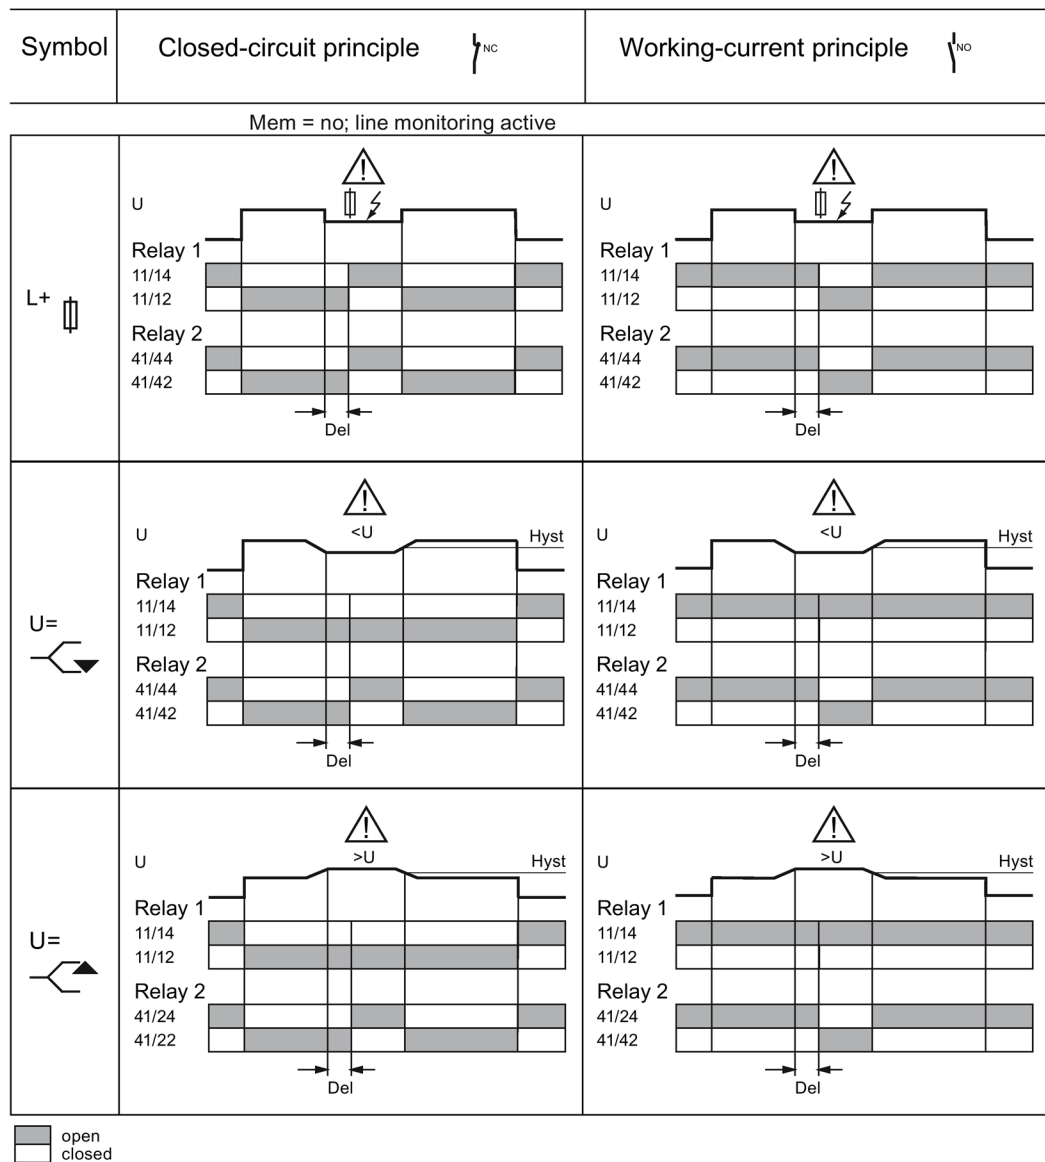 Symbol
Closed-circuit principle NC
Working-current principle NO
Mem = no; line monitoring active
L+
U
Relay 1
11/14
11/12
Relay 2
41/44
41/42
Del
U
Relay 1
11/14
11/12
Relay 2
41/44
41/42
Del
U=
<U
U
Hyst
Relay 1
11/14
11/12
Relay 2
41/44
41/42
Del
<U
U
Hyst
Relay 1
11/14
11/12
Relay 2
41/44
41/42
Del
U=
>U
U
Hyst
Relay 1
11/14
11/12
Relay 2
41/24
41/22
Del
>U
U
Hyst
Relay 1
11/14
11/12
Relay 2
41/24
41/42
Del
open
closed